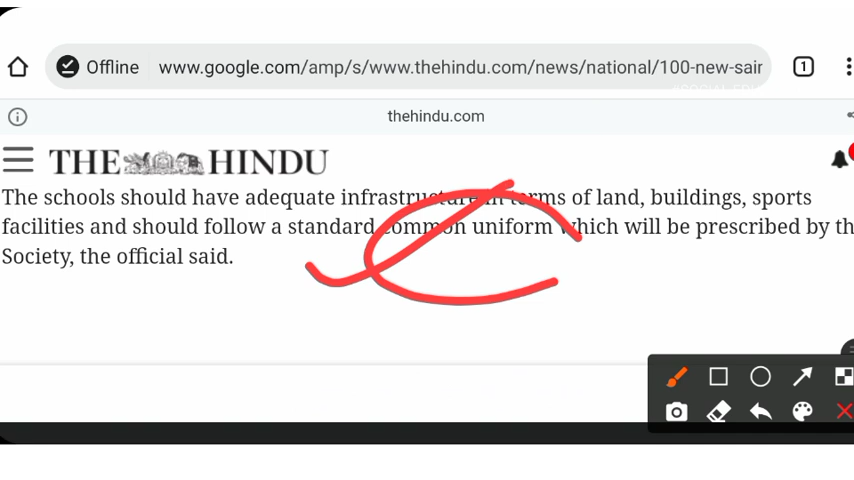 Offline www.google.com/amp/s/www.thehindu.com/news/national/100-new-sair
1
thehindu.com
THE HINDU
The schools should have adequate infrastructure in terms of land, buildings, sports
facilities and should follow a standard common uniform which will be prescribed by th
Society, the official said.